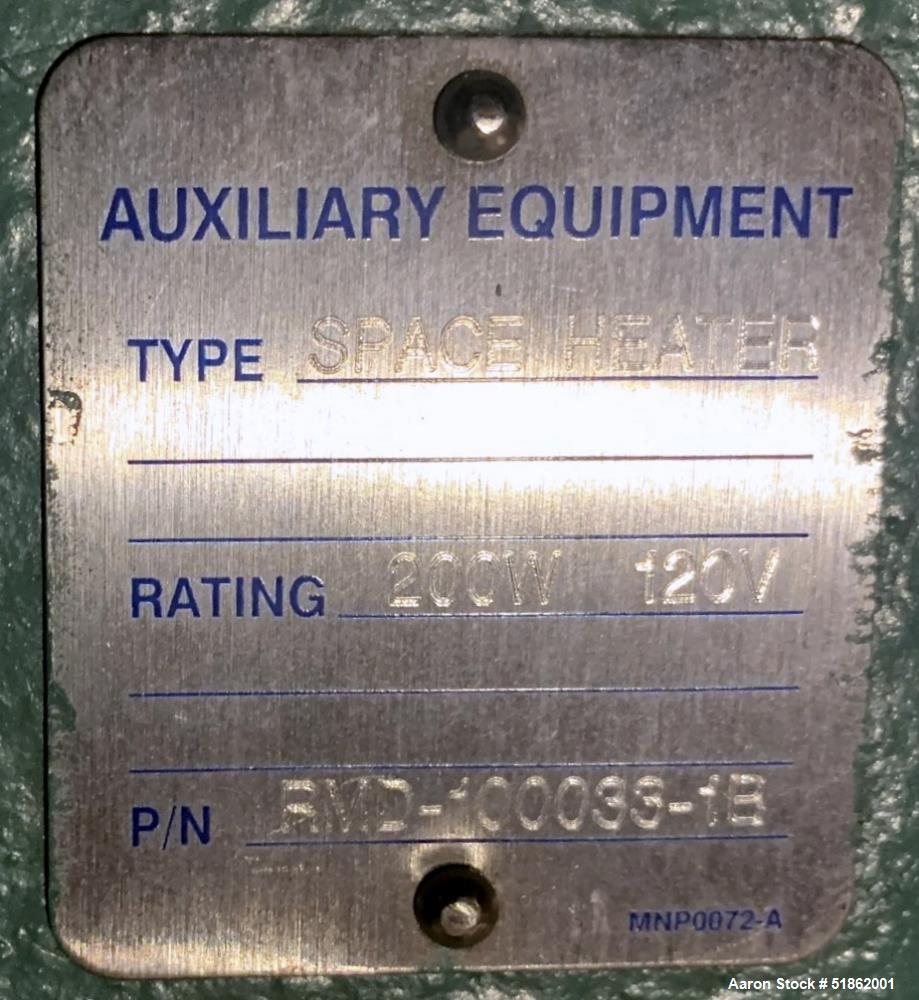 AUXILIARY EQUIPMENT
TYPE SPACE HEATER
RATING 200W 120V
P/N RMD-100033-1B
MNP0072-A
Aaron Stock # 51862001